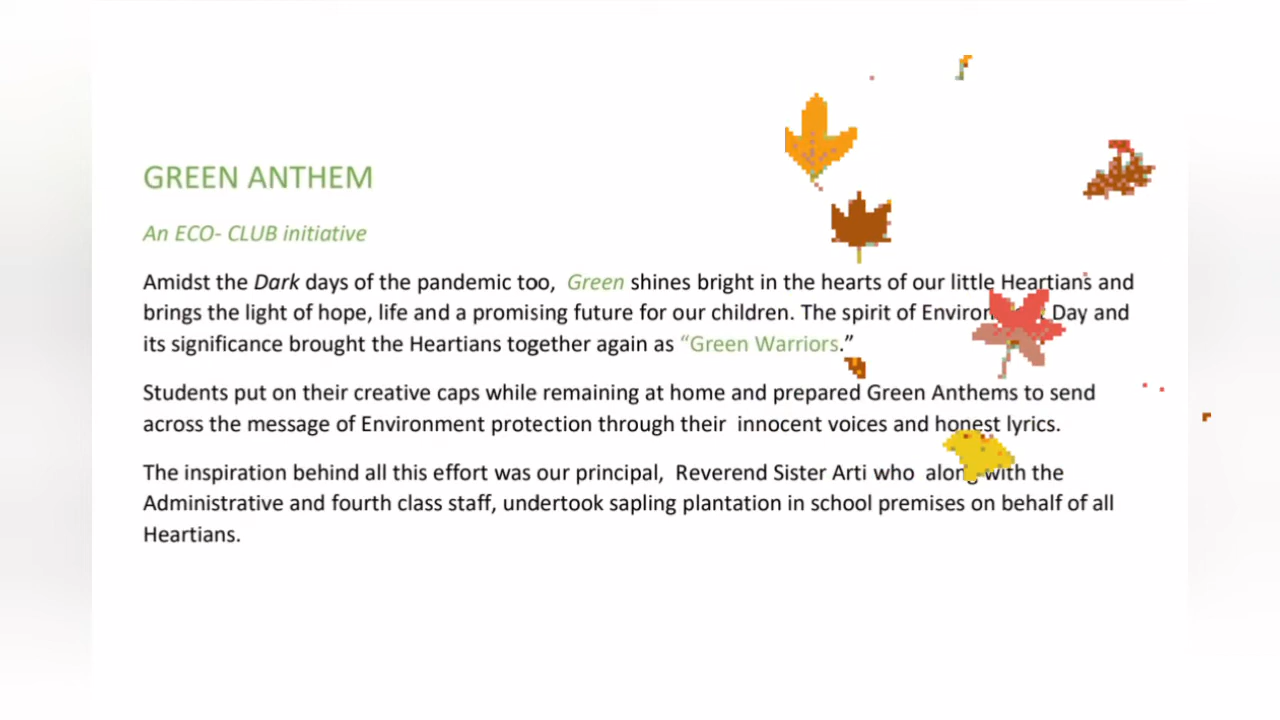 GREEN ANTHEM
An ECO- CLUB initiative
Amidst the Dark days of the pandemic too, Green shines bright in the hearts of our little Heartians and
brings the light of hope, life and a promising future for our children. The spirit of Environment Day and
its significance brought the Heartians together again as “Green Warriors.”
Students put on their creative caps while remaining at home and prepared Green Anthems to send
across the message of Environment protection through their innocent voices and honest lyrics.
The inspiration behind all this effort was our principal, Reverend Sister Arti who along with the
Administrative and fourth class staff, undertook sapling plantation in school premises on behalf of all
Heartians.